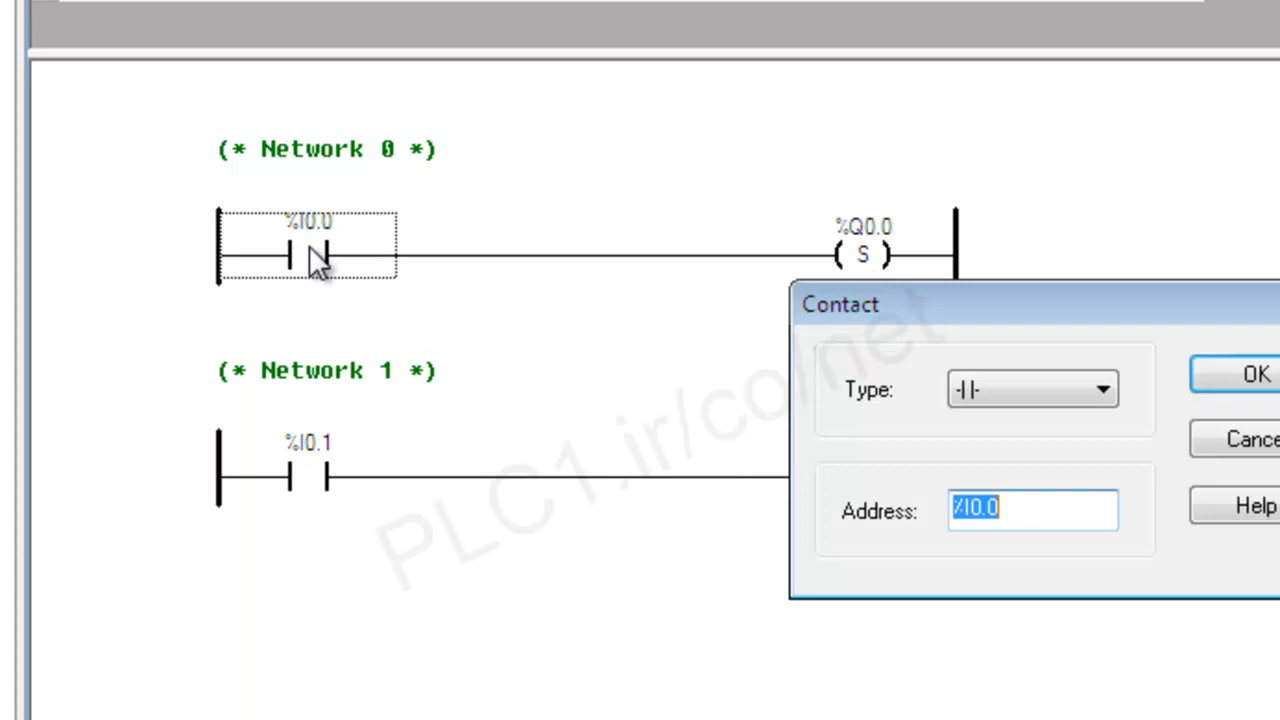 (* Network 0 *)
%I0.0
%Q0.0
( S )
Contact
Type:
-| |-
OK
(* Network 1 *)
%I0.1
Cance
Address:
%I0.0
Help
PLC1.ir/co/net